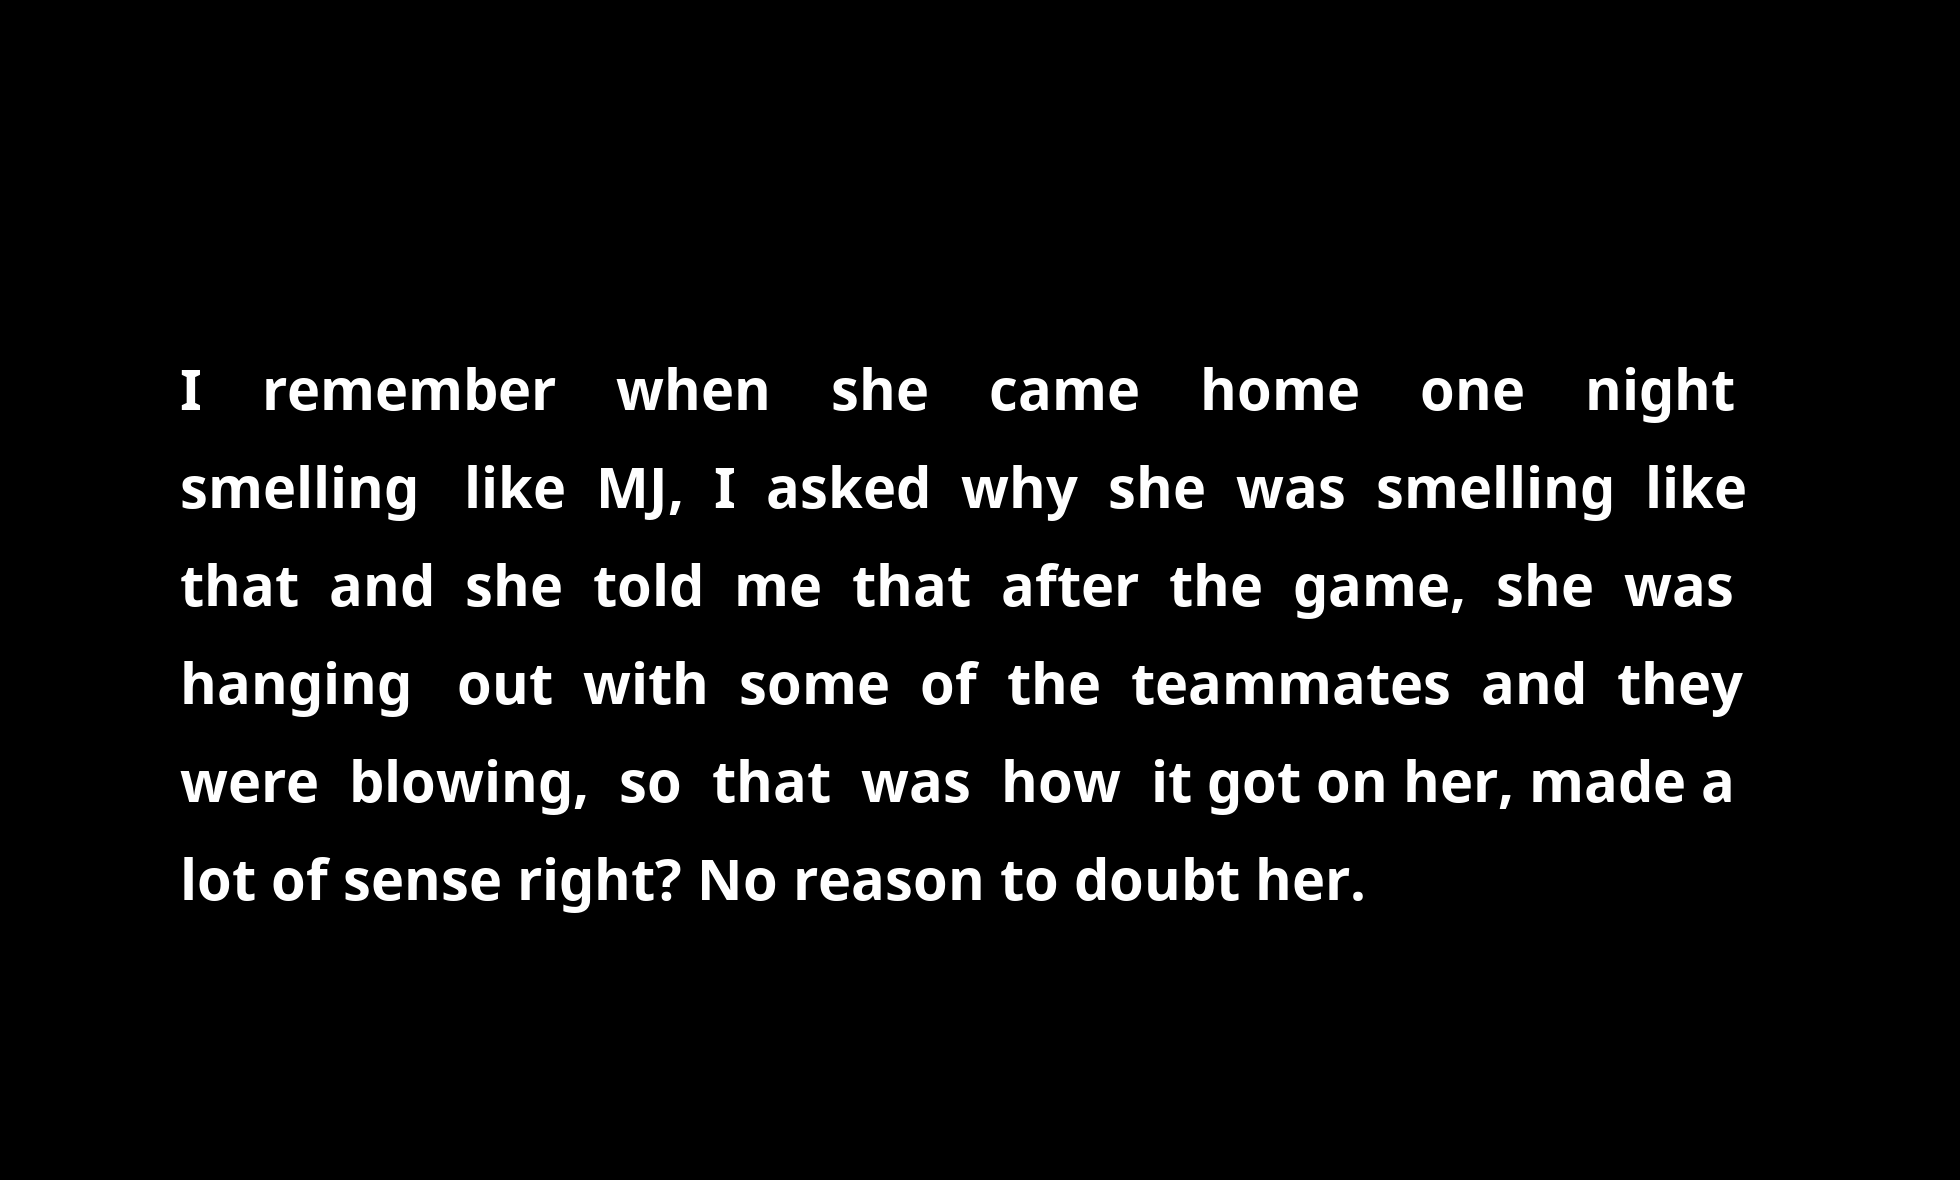 I remember when she came home one night
smelling like MJ, I asked why she was smelling like
that and she told me that after the game, she was
hanging out with some of the teammates and they
were blowing, so that was how it got on her, made a
lot of sense right? No reason to doubt her.